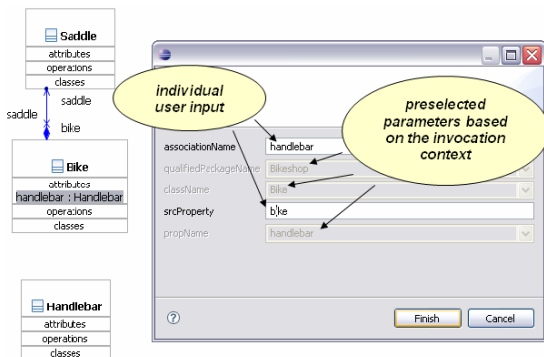 Saddle
attributes
operations
classes
saddle
saddle
bike
Bike
attributes
handlebar : Handlebar
operations
classes
Handlebar
attributes
operations
classes
individual
user input
preselected
parameters based
on the invocation
context
associationName
handlebar
qualifiedPackageName
Bikeshop
className
Bike
srcProperty
bike
propName
handlebar
?
Finish
Cancel